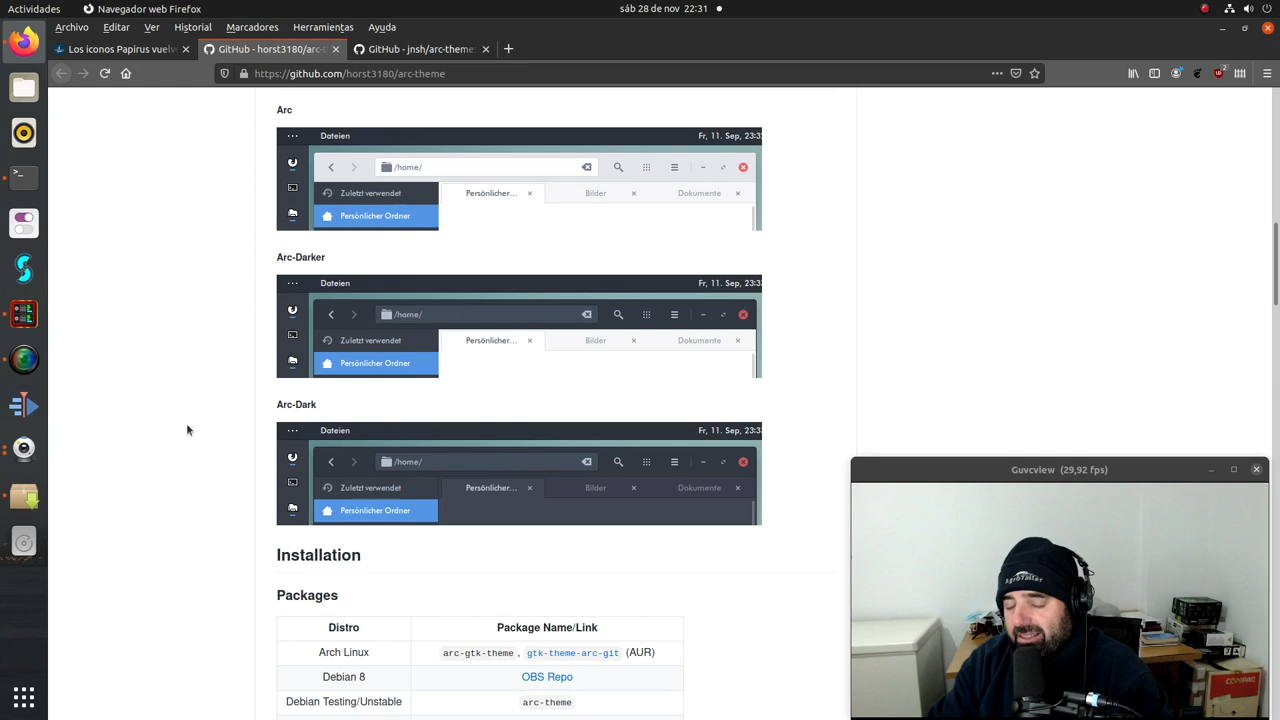 Actividades
Navegador web Firefox
sáb 28 de nov 22:31
Archivo Editar Ver Historial Marcadores Herramientas Ayuda
Los iconos Papirus vuelv
GitHub - horst3180/arc-t
GitHub - jnsh/arc-theme:
https://github.com/horst3180/arc-theme
2
Arc
Dateien
Fr, 11. Sep, 23:3
/home/
Zuletzt verwendet
Persönlicher...
Bilder
Dokumente
Persönlicher Ordner
Arc-Darker
Dateien
Fr, 11. Sep, 23:3
/home/
Zuletzt verwendet
Persönlicher...
Bilder
Dokumente
Persönlicher Ordner
Arc-Dark
Dateien
Fr, 11. Sep, 23:3
/home/
Zuletzt verwendet
Persönlicher...
Bilder
Dokumente
Persönlicher Ordner
Installation
Packages
Distro Package Name/Link
Arch Linux arc-gtk-theme , gtk-theme-arc-git (AUR)
Debian 8 OBS Repo
Debian Testing/Unstable arc-theme
Guvcview (29,92 fps)
AgroTaller